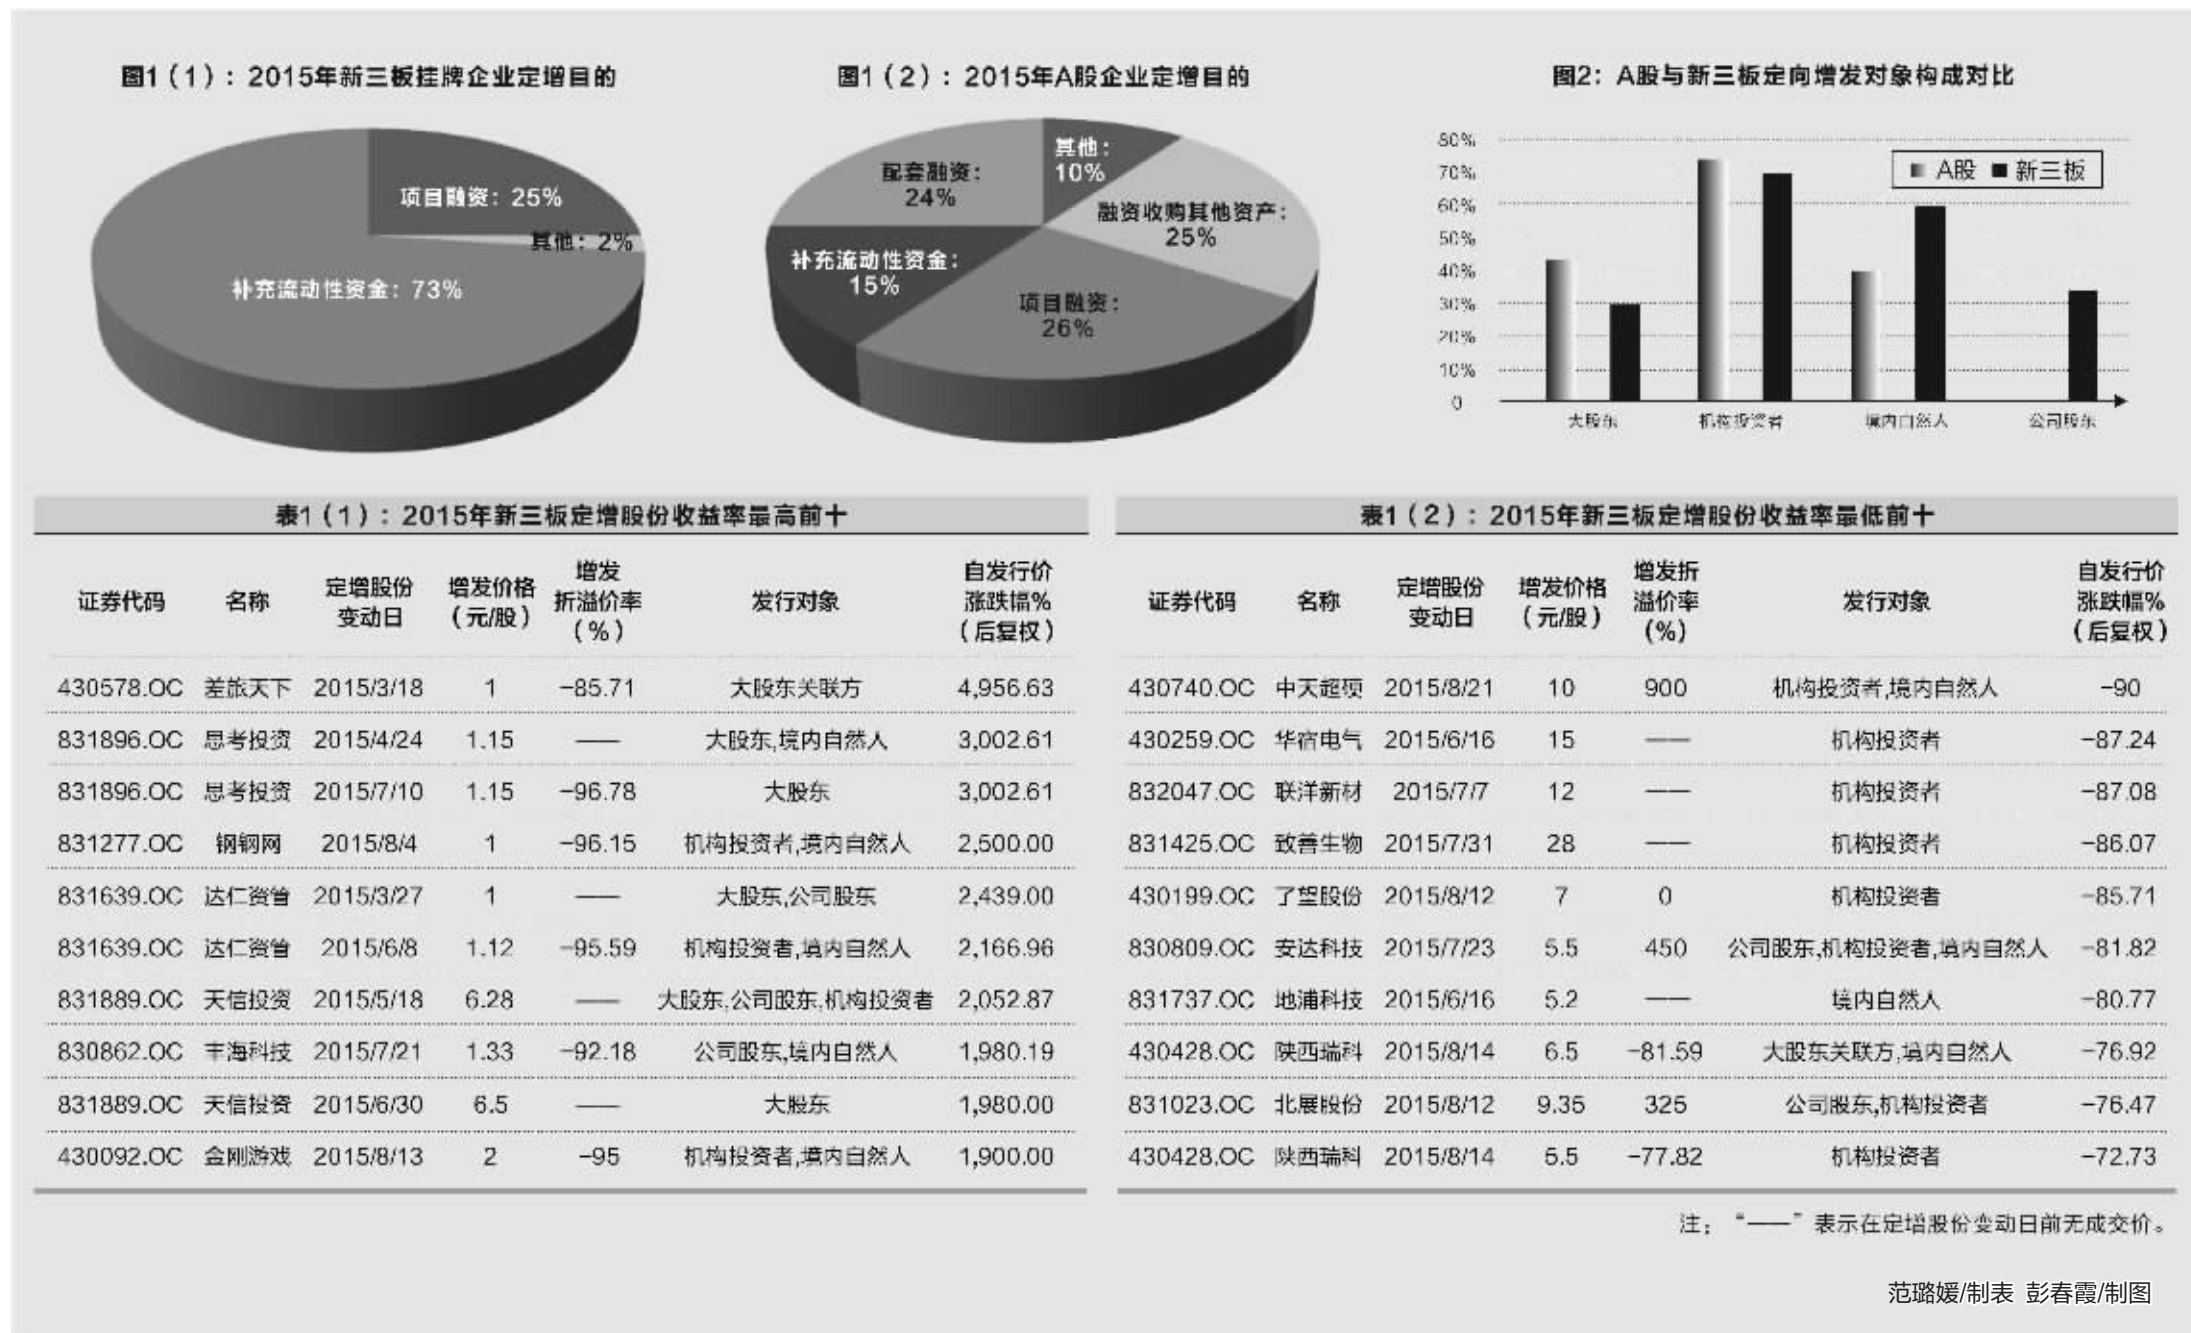 图1（1）：2015年新三板挂牌企业定增目的
项目融资：25%
其他：2%
补充流动性资金：73%
图1（2）：2015年A股企业定增目的
其他：
10%
配套融资：
24%
融资收购其他资产：
25%
补充流动性资金：
15%
项目融资：
26%
图2：A股与新三板定向增发对象构成对比
80%
70%
60%
50%
40%
30%
20%
10%
0
A股 新三板
大股东 机构投资者 境内自然人 公司股东
表1（1）：2015年新三板定增股份收益率最高前十
证券代码 名称 定增股份变动日 增发价格（元/股） 增发折溢价率（%） 发行对象 自发行价涨跌幅%（后复权）
430578.OC 差旅天下 2015/3/18 1 -85.71 大股东关联方 4,956.63
831896.OC 思考投资 2015/4/24 1.15 —— 大股东,境内自然人 3,002.61
831896.OC 思考投资 2015/7/10 1.15 -96.78 大股东 3,002.61
831277.OC 钢钢网 2015/8/4 1 -96.15 机构投资者,境内自然人 2,500.00
831639.OC 达仁资管 2015/3/27 1 —— 大股东,公司股东 2,439.00
831639.OC 达仁资管 2015/6/8 1.12 -95.59 机构投资者,境内自然人 2,166.96
831889.OC 天信投资 2015/5/18 6.28 —— 大股东,公司股东,机构投资者 2,052.87
830862.OC 丰海科技 2015/7/21 1.33 -92.18 公司股东,境内自然人 1,980.19
831889.OC 天信投资 2015/6/30 6.5 —— 大股东 1,980.00
430092.OC 金刚游戏 2015/8/13 2 -95 机构投资者,境内自然人 1,900.00
表1（2）：2015年新三板定增股份收益率最低前十
证券代码 名称 定增股份变动日 增发价格（元/股） 增发折溢价率（%） 发行对象 自发行价涨跌幅%（后复权）
430740.OC 中天超硬 2015/8/21 10 900 机构投资者,境内自然人 -90
430259.OC 华宿电气 2015/6/16 15 —— 机构投资者 -87.24
832047.OC 联洋新材 2015/7/7 12 —— 机构投资者 -87.08
831425.OC 致善生物 2015/7/31 28 —— 机构投资者 -86.07
430199.OC 了望股份 2015/8/12 7 0 机构投资者 -85.71
830809.OC 安达科技 2015/7/23 5.5 450 公司股东,机构投资者,境内自然人 -81.82
831737.OC 地浦科技 2015/6/16 5.2 —— 境内自然人 -80.77
430428.OC 陕西瑞科 2015/8/14 6.5 -81.59 大股东关联方,境内自然人 -76.92
831023.OC 北展股份 2015/8/12 9.35 325 公司股东,机构投资者 -76.47
430428.OC 陕西瑞科 2015/8/14 5.5 -77.82 机构投资者 -72.73
注：“——”表示在定增股份变动日前无成交价。
范璐媛/制表 彭春霞/制图